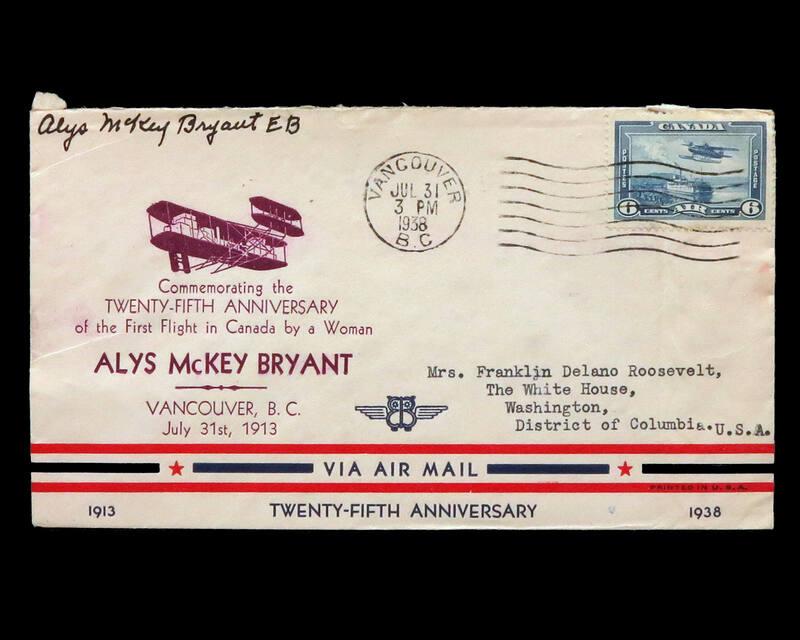 Alys McKey Bryant EB
VANCOUVER
JUL 31
3 PM
1938
B.C
CANADA
POSTES
POSTAGE
6 CENTS AIR CENTS 6
Commemorating the
TWENTY-FIFTH ANNIVERSARY
of the First Flight in Canada by a Woman
ALYS McKEY BRYANT
VANCOUVER, B. C.
July 31st, 1913
Mrs. Franklin Delano Roosevelt,
The White House,
Washington,
District of Columbia. U.S.A.
VIA AIR MAIL
PRINTED IN U. S. A.
1913 TWENTY-FIFTH ANNIVERSARY 1938